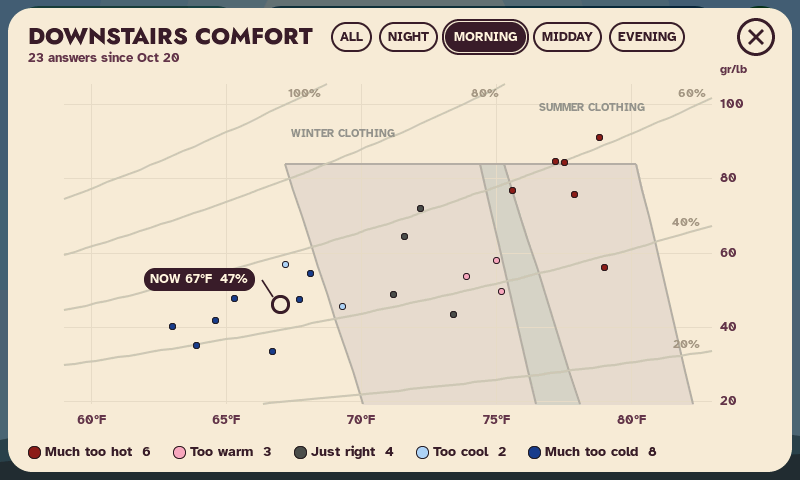 DOWNSTAIRS COMFORT
ALL NIGHT MORNING MIDDAY EVENING
23 answers since Oct 20
gr/lb
100% 80% 60%
100
SUMMER CLOTHING
WINTER CLOTHING
80
40%
60
NOW 67°F 47%
40
20%
20
60°F 65°F 70°F 75°F 80°F
Much too hot 6 Too warm 3 Just right 4 Too cool 2 Much too cold 8